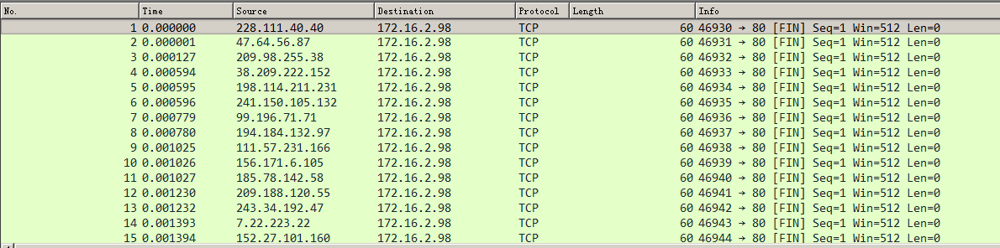 No. Time Source Destination Protocol Length Info
1 0.000000 228.111.40.40 172.16.2.98 TCP 60 46930 → 80 [FIN] Seq=1 Win=512 Len=0
2 0.000001 47.64.56.87 172.16.2.98 TCP 60 46931 → 80 [FIN] Seq=1 Win=512 Len=0
3 0.000127 209.98.255.38 172.16.2.98 TCP 60 46932 → 80 [FIN] Seq=1 Win=512 Len=0
4 0.000594 38.209.222.152 172.16.2.98 TCP 60 46933 → 80 [FIN] Seq=1 Win=512 Len=0
5 0.000595 198.114.211.231 172.16.2.98 TCP 60 46934 → 80 [FIN] Seq=1 Win=512 Len=0
6 0.000596 241.150.105.132 172.16.2.98 TCP 60 46935 → 80 [FIN] Seq=1 Win=512 Len=0
7 0.000779 99.196.71.71 172.16.2.98 TCP 60 46936 → 80 [FIN] Seq=1 Win=512 Len=0
8 0.000780 194.184.132.97 172.16.2.98 TCP 60 46937 → 80 [FIN] Seq=1 Win=512 Len=0
9 0.001025 111.57.231.166 172.16.2.98 TCP 60 46938 → 80 [FIN] Seq=1 Win=512 Len=0
10 0.001026 156.171.6.105 172.16.2.98 TCP 60 46939 → 80 [FIN] Seq=1 Win=512 Len=0
11 0.001027 185.78.142.58 172.16.2.98 TCP 60 46940 → 80 [FIN] Seq=1 Win=512 Len=0
12 0.001230 209.188.120.55 172.16.2.98 TCP 60 46941 → 80 [FIN] Seq=1 Win=512 Len=0
13 0.001232 243.34.192.47 172.16.2.98 TCP 60 46942 → 80 [FIN] Seq=1 Win=512 Len=0
14 0.001393 7.22.223.22 172.16.2.98 TCP 60 46943 → 80 [FIN] Seq=1 Win=512 Len=0
15 0.001394 152.27.101.160 172.16.2.98 TCP 60 46944 → 80 [FIN] Seq=1 Win=512 Len=0